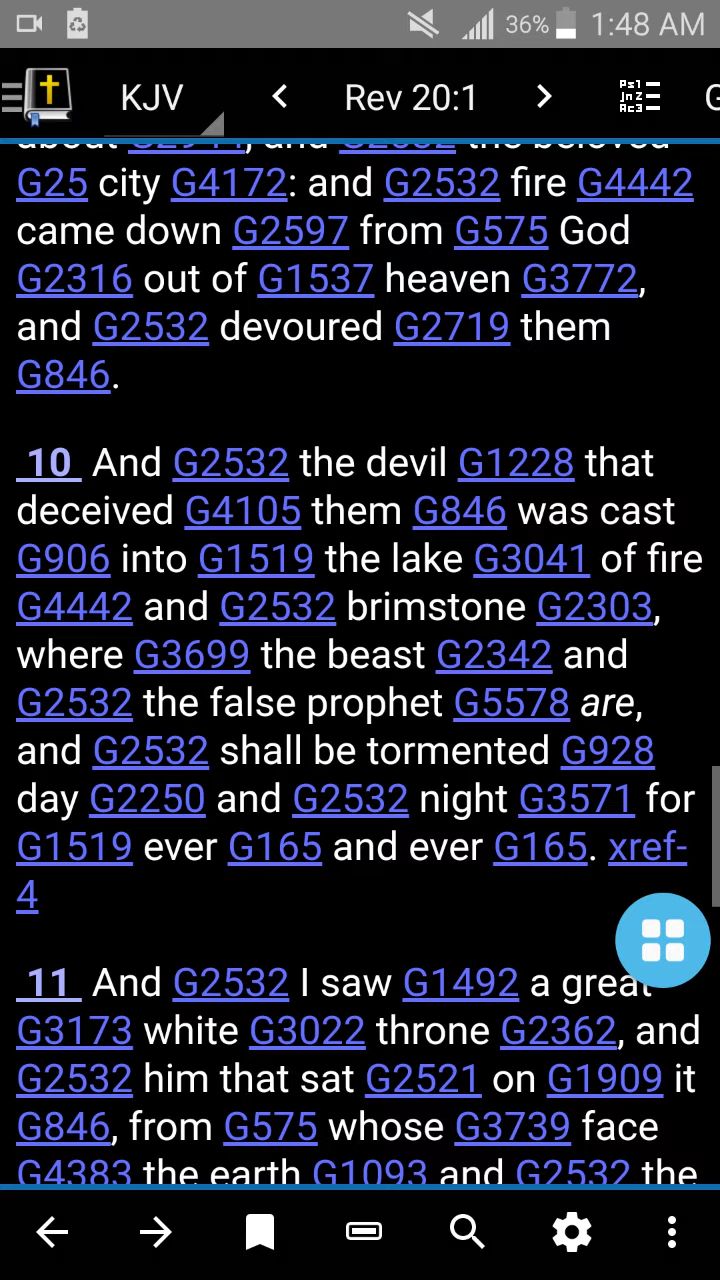 36% 1:48 AM
KJV < Rev 20:1 >
G25 city G4172: and G2532 fire G4442
came down G2597 from G575 God
G2316 out of G1537 heaven G3772,
and G2532 devoured G2719 them
G846.
10 And G2532 the devil G1228 that
deceived G4105 them G846 was cast
G906 into G1519 the lake G3041 of fire
G4442 and G2532 brimstone G2303,
where G3699 the beast G2342 and
G2532 the false prophet G5578 are,
and G2532 shall be tormented G928
day G2250 and G2532 night G3571 for
G1519 ever G165 and ever G165. xref-
4
11 And G2532 I saw G1492 a great
G3173 white G3022 throne G2362, and
G2532 him that sat G2521 on G1909 it
G846, from G575 whose G3739 face
G4383 the earth G1093 and G2532 the